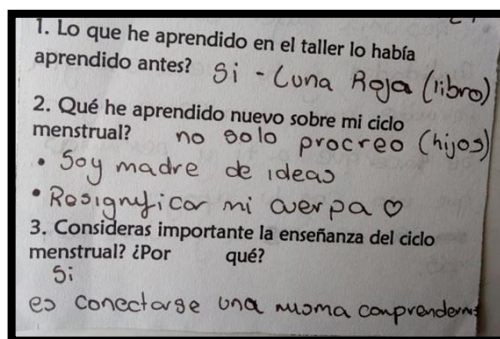 1. Lo que he aprendido en el taller lo había
aprendido antes? Si - Luna Roja (libro)
2. Qué he aprendido nuevo sobre mi ciclo
menstrual? no solo procreo (hijos)
• Soy madre de ideas
• Resignificar mi cuerpa ♡
3. Consideras importante la enseñanza del ciclo
menstrual? ¿Por qué?
Si
es conectarse una misma